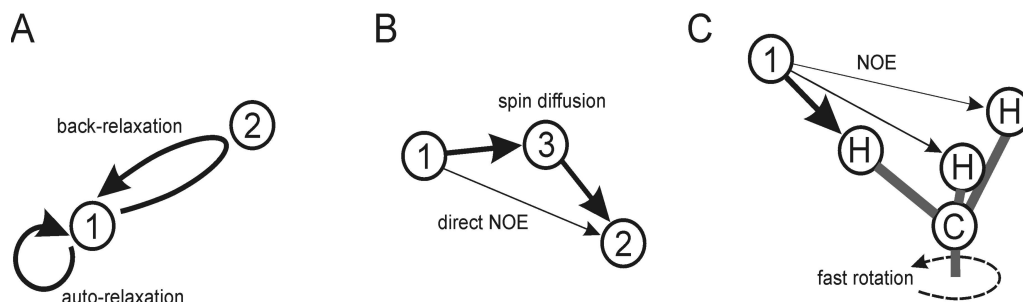 A
back-relaxation
2
1
auto-relaxation
B
spin diffusion
1
3
direct NOE
2
C
1
NOE
H
H
H
C
fast rotation